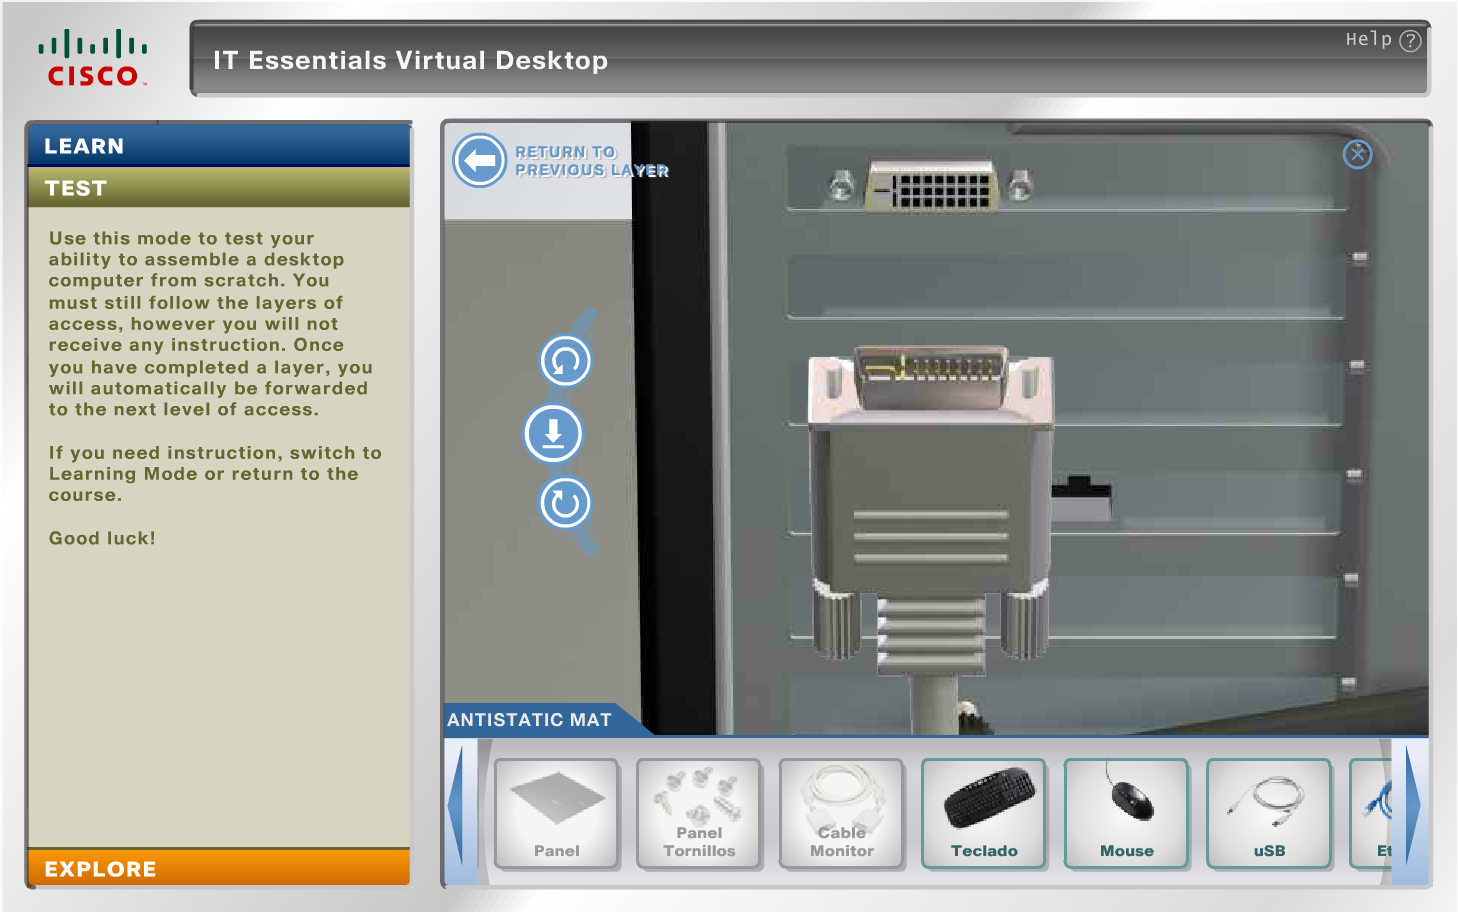 CISCO
IT Essentials Virtual Desktop
Help ?
LEARN
TEST
Use this mode to test your
ability to assemble a desktop
computer from scratch. You
must still follow the layers of
access, however you will not
receive any instruction. Once
you have completed a layer, you
will automatically be forwarded
to the next level of access.
If you need instruction, switch to
Learning Mode or return to the
course.
Good luck!
EXPLORE
RETURN TO
PREVIOUS LAYER
ANTISTATIC MAT
Panel
Panel
Tornillos
Cable
Monitor
Teclado
Mouse
uSB
Et